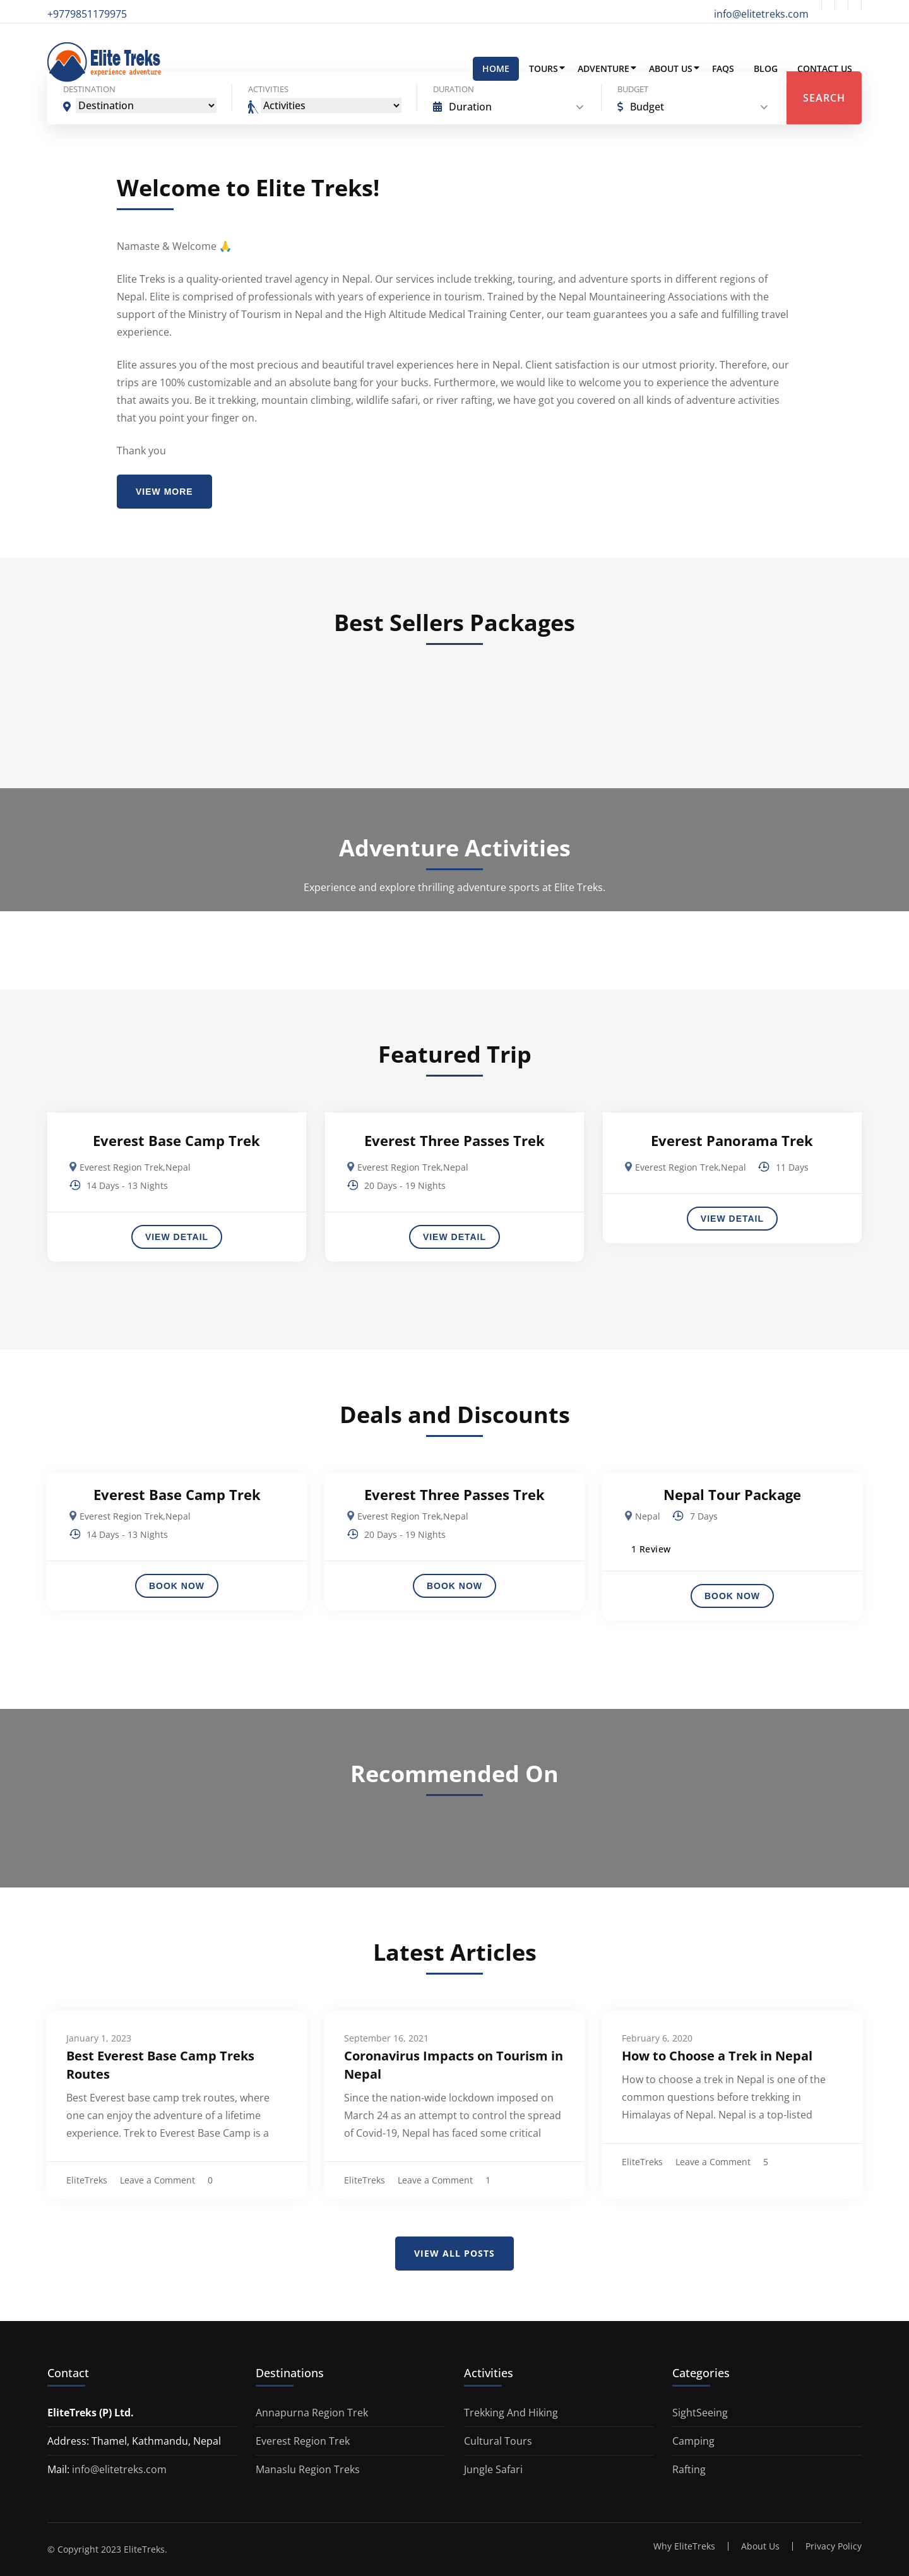 +9779851179975
info@elitetreks.com
Elite Treks
experience adventure
HOME TOURS ADVENTURE ABOUT US FAQS BLOG CONTACT US
DESTINATION
Destination
ACTIVITIES
Activities
DURATION
Duration
BUDGET
Budget
SEARCH
Welcome to Elite Treks!
Namaste & Welcome 🙏
Elite Treks is a quality-oriented travel agency in Nepal. Our services include trekking, touring, and adventure sports in different regions of
Nepal. Elite is comprised of professionals with years of experience in tourism. Trained by the Nepal Mountaineering Associations with the
support of the Ministry of Tourism in Nepal and the High Altitude Medical Training Center, our team guarantees you a safe and fulfilling travel
experience.
Elite assures you of the most precious and beautiful travel experiences here in Nepal. Client satisfaction is our utmost priority. Therefore, our
trips are 100% customizable and an absolute bang for your bucks. Furthermore, we would like to welcome you to experience the adventure
that awaits you. Be it trekking, mountain climbing, wildlife safari, or river rafting, we have got you covered on all kinds of adventure activities
that you point your finger on.
Thank you
VIEW MORE
Best Sellers Packages
Adventure Activities
Experience and explore thrilling adventure sports at Elite Treks.
Featured Trip
Everest Base Camp Trek
Everest Region Trek,Nepal
14 Days - 13 Nights
VIEW DETAIL
Everest Three Passes Trek
Everest Region Trek,Nepal
20 Days - 19 Nights
VIEW DETAIL
Everest Panorama Trek
Everest Region Trek,Nepal 11 Days
VIEW DETAIL
Deals and Discounts
Everest Base Camp Trek
Everest Region Trek,Nepal
14 Days - 13 Nights
BOOK NOW
Everest Three Passes Trek
Everest Region Trek,Nepal
20 Days - 19 Nights
BOOK NOW
Nepal Tour Package
Nepal 7 Days
1 Review
BOOK NOW
Recommended On
Latest Articles
January 1, 2023
Best Everest Base Camp Treks
Routes
Best Everest base camp trek routes, where
one can enjoy the adventure of a lifetime
experience. Trek to Everest Base Camp is a
EliteTreks Leave a Comment 0
September 16, 2021
Coronavirus Impacts on Tourism in
Nepal
Since the nation-wide lockdown imposed on
March 24 as an attempt to control the spread
of Covid-19, Nepal has faced some critical
EliteTreks Leave a Comment 1
February 6, 2020
How to Choose a Trek in Nepal
How to choose a trek in Nepal is one of the
common questions before trekking in
Himalayas of Nepal. Nepal is a top-listed
EliteTreks Leave a Comment 5
VIEW ALL POSTS
Contact
EliteTreks (P) Ltd.
Address: Thamel, Kathmandu, Nepal
Mail: info@elitetreks.com
Destinations
Annapurna Region Trek
Everest Region Trek
Manaslu Region Treks
Activities
Trekking And Hiking
Cultural Tours
Jungle Safari
Categories
SightSeeing
Camping
Rafting
© Copyright 2023 EliteTreks.
Why EliteTreks | About Us | Privacy Policy